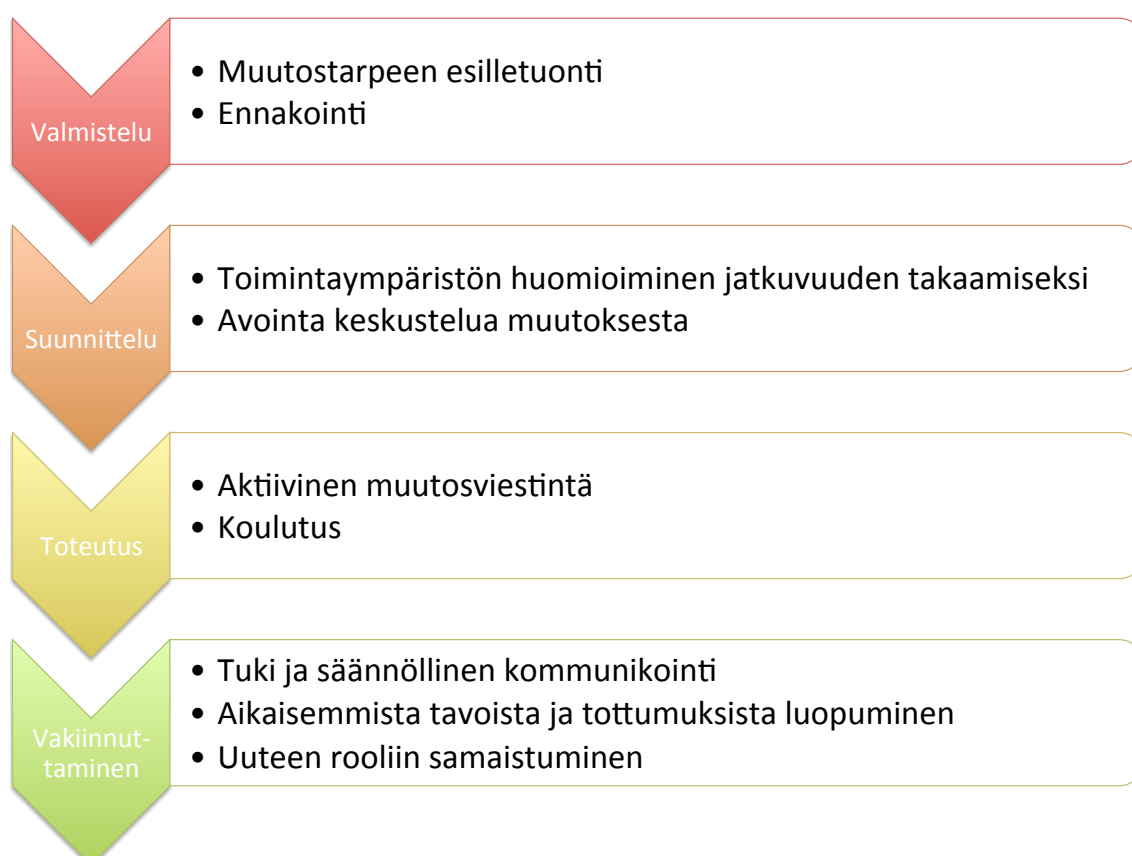 Valmistelu
• Muutostarpeen esilletuonti
• Ennakointi
Suunnittelu
• Toimintaympäristön huomioiminen jatkuvuuden takaamiseksi
• Avointa keskustelua muutoksesta
Toteutus
• Aktiivinen muutosviestintä
• Koulutus
Vakiinnut-
taminen
• Tuki ja säännöllinen kommunikointi
• Aikaisemmista tavoista ja tottumuksista luopuminen
• Uuteen rooliin samaistuminen